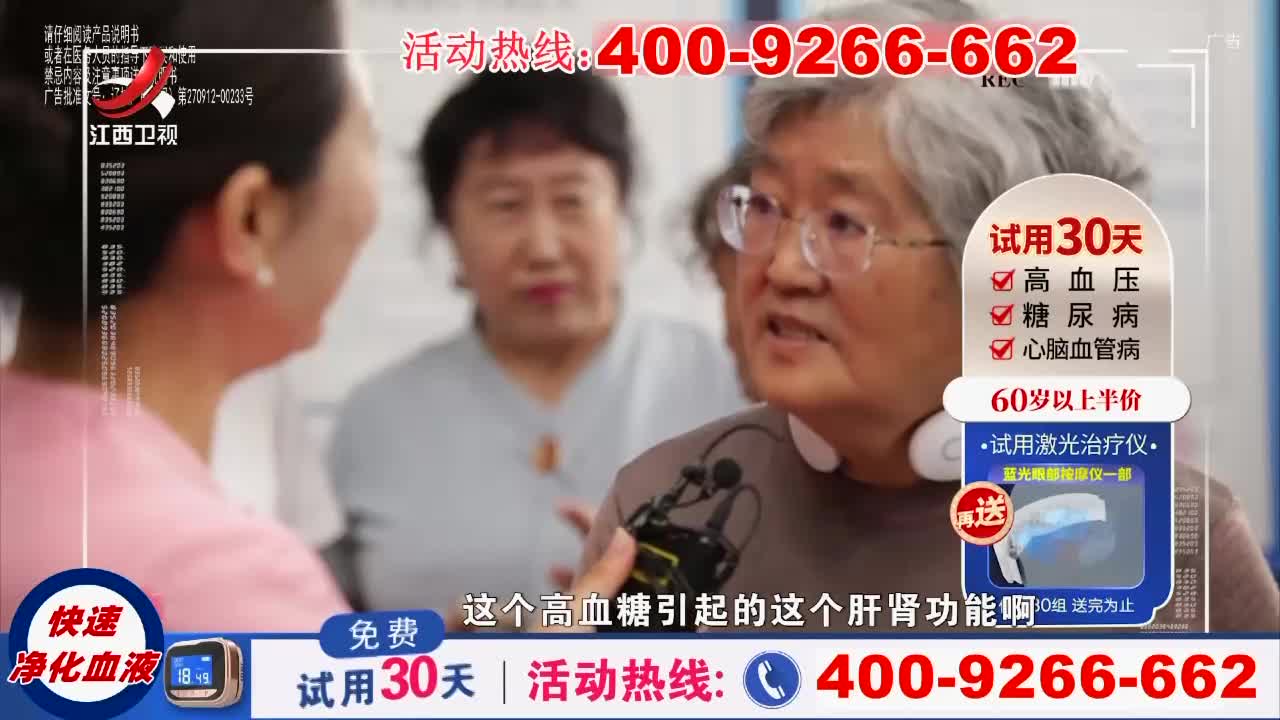 请仔细阅读产品说明书
活动热线:400-9266-662
广告
REC
江西卫视
试用30天
高血压
糖尿病
心脑血管病
60岁以上半价
·试用激光治疗仪·
蓝光眼部按摩仪一部
再送
送完为止
这个高血糖引起的这个肝肾功能啊
快速
净化血液
18 49
免费
试用30天
活动热线:
400-9266-662